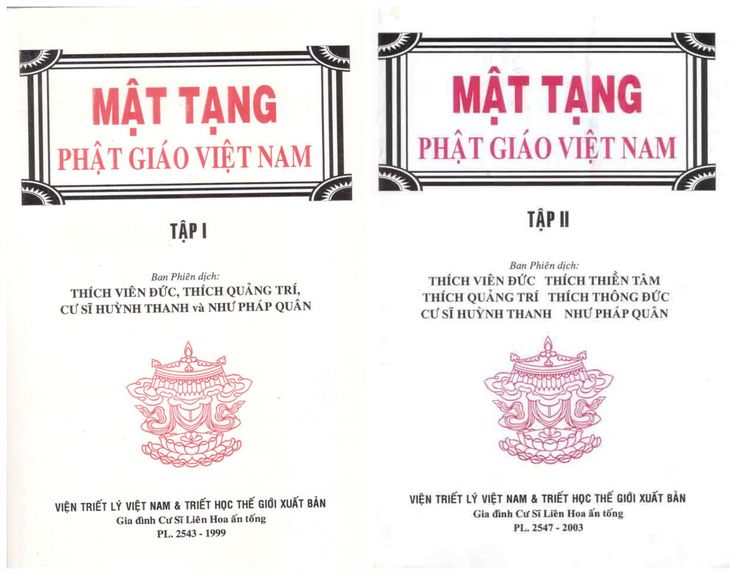 MẬT TẠNG
PHẬT GIÁO VIỆT NAM
TẬP I
Ban Phiên dịch:
THÍCH VIÊN ĐỨC, THÍCH QUẢNG TRÍ,
CƯ SĨ HUỲNH THANH và NHƯ PHÁP QUÂN
VIỆN TRIẾT LÝ VIỆT NAM & TRIẾT HỌC THẾ GIỚI XUẤT BẢN
Gia đình Cư Sĩ Liên Hoa ấn tống
PL. 2543 - 1999
MẬT TẠNG
PHẬT GIÁO VIỆT NAM
TẬP II
Ban Phiên dịch:
THÍCH VIÊN ĐỨC THÍCH THIỀN TÂM
THÍCH QUẢNG TRÍ THÍCH THÔNG ĐỨC
CƯ SĨ HUỲNH THANH NHƯ PHÁP QUÂN
VIỆN TRIẾT LÝ VIỆT NAM & TRIẾT HỌC THẾ GIỚI XUẤT BẢN
Gia đình Cư Sĩ Liên Hoa ấn tống
PL. 2547 - 2003